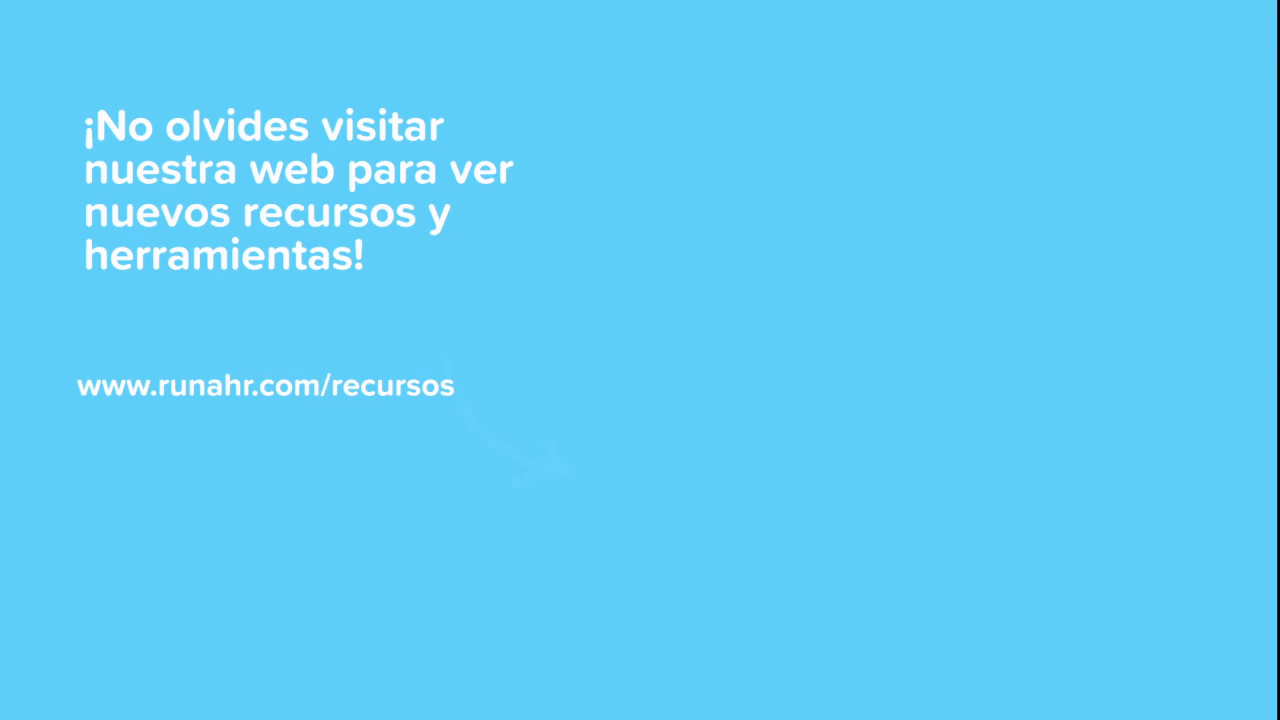 ¡No olvides visitar
nuestra web para ver
nuevos recursos y
herramientas!
www.runahr.com/recursos